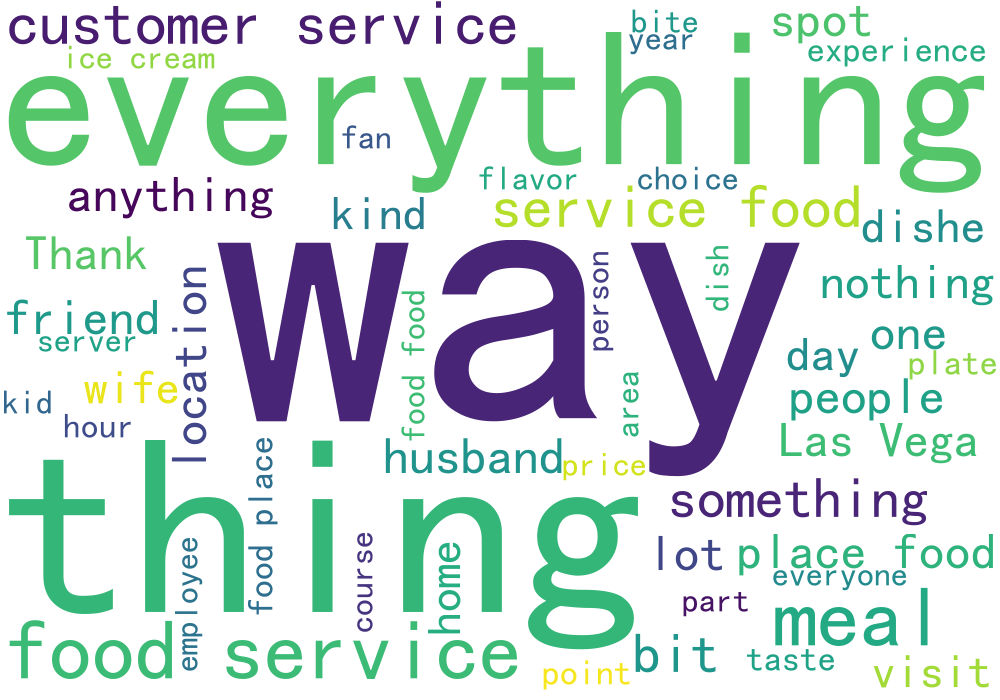 customer service
bite
spot
year
ice cream
experience
everything
fan
flavor
choice
anything
kind
service food
dishe
Thank
way
nothing
location
person
dish
friend
server
food food
one
day
plate
wife
kid
hour
area
people
Las Vega
husband
price
thing
food place
something
lot
place food
employee
course
home
everyone
part
meal
food service
bit
taste
point
visit